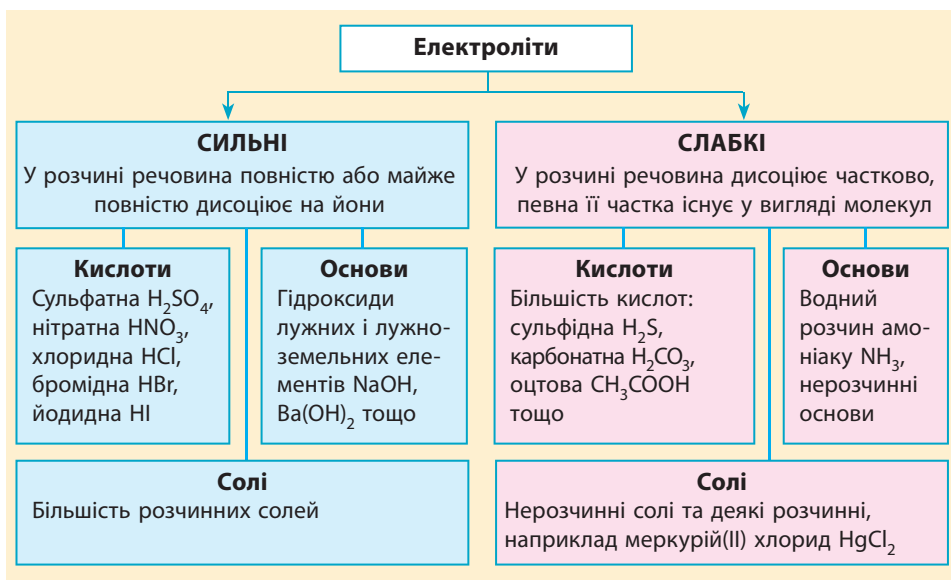 Електроліти
СИЛЬНІ
У розчині речовина повністю або майже
повністю дисоціює на йони
СЛАБКІ
У розчині речовина дисоціює частково,
певна її частка існує у вигляді молекул
Кислоти
Сульфатна H₂SO₄,
нітратна HNO₃,
хлоридна HCl,
бромідна HBr,
йодидна HI
Основи
Гідроксиди
лужних і лужно-
земельних еле-
ментів NaOH,
Ba(OH)₂ тощо
Кислоти
Більшість кислот:
сульфідна H₂S,
карбонатна H₂CO₃,
оцтова CH₃COOH
тощо
Основи
Водний
розчин амо-
ніаку NH₃,
нерозчинні
основи
Солі
Більшість розчинних солей
Солі
Нерозчинні солі та деякі розчинні,
наприклад меркурій(II) хлорид HgCl₂